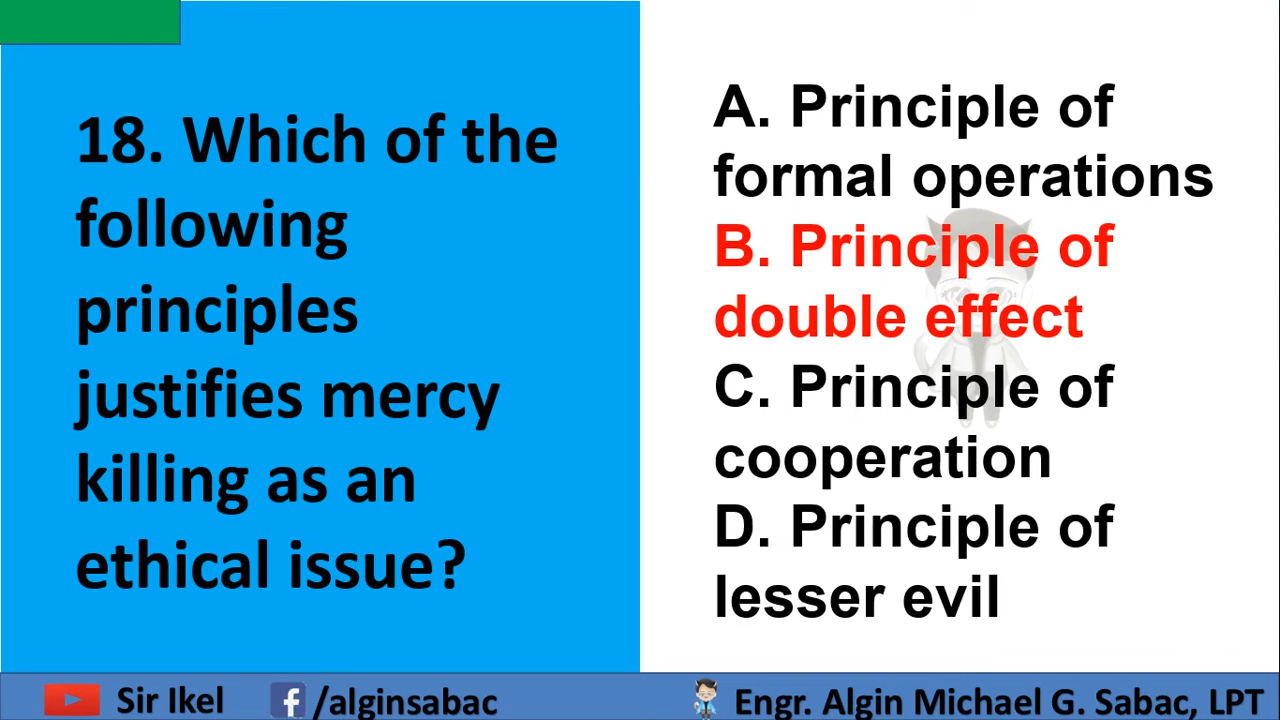 18. Which of the
following
principles
justifies mercy
killing as an
ethical issue?
A. Principle of
formal operations
B. Principle of
double effect
C. Principle of
cooperation
D. Principle of
lesser evil
Sir Ikel
/alginsabac
Engr. Algin Michael G. Sabac, LPT